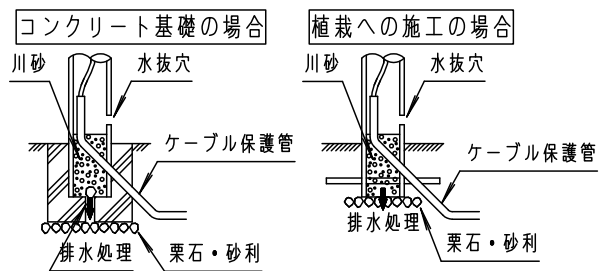 コンクリート基礎の場合
川砂
水抜穴
ケーブル保護管
排水処理
栗石・砂利
植栽への施工の場合
川砂
水抜穴
ケーブル保護管
排水処理
栗石・砂利